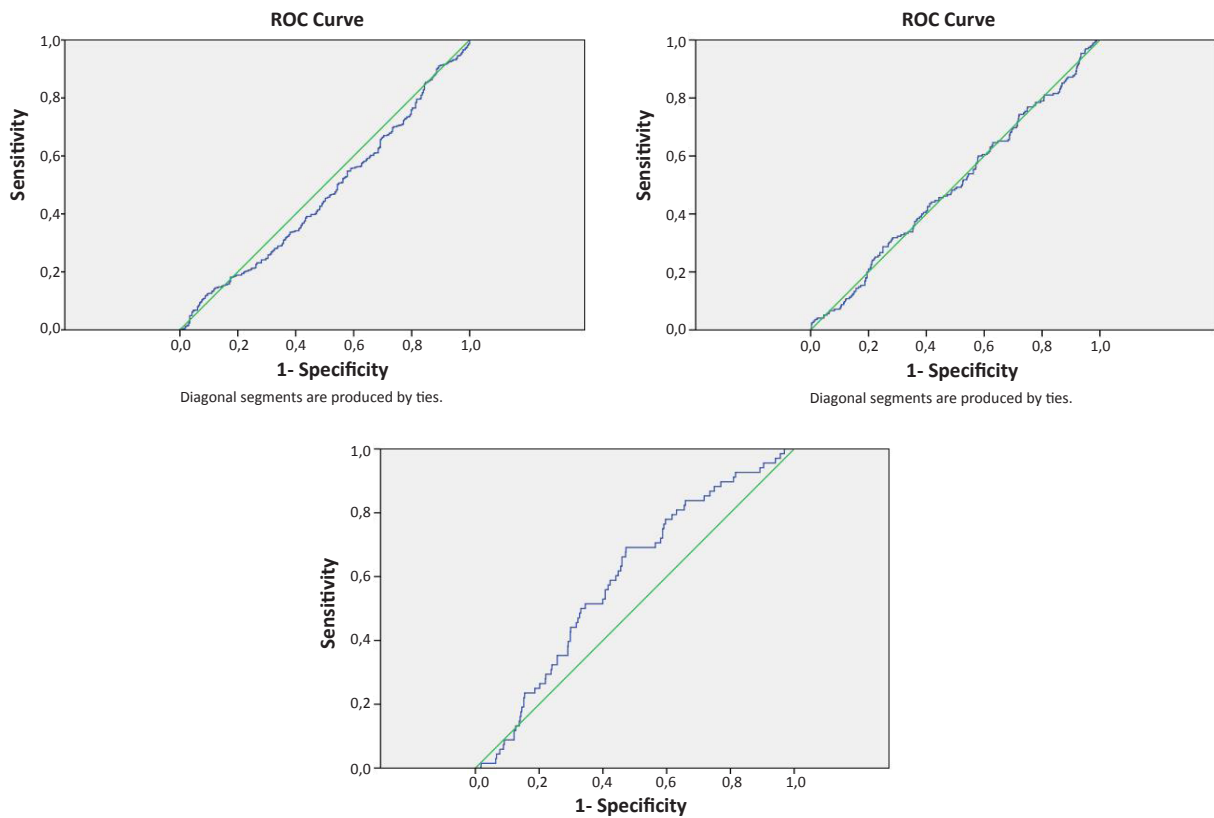 ROC Curve
1,0
0,8
0,6
0,4
0,2
0,0
Sensitivity
0,0 0,2 0,4 0,6 0,8 1,0
1- Specificity
Diagonal segments are produced by ties.
ROC Curve
1,0
0,8
0,6
0,4
0,2
0,0
Sensitivity
0,0 0,2 0,4 0,6 0,8 1,0
1- Specificity
Diagonal segments are produced by ties.
1,0
0,8
0,6
0,4
0,2
0,0
Sensitivity
0,0 0,2 0,4 0,6 0,8 1,0
1- Specificity